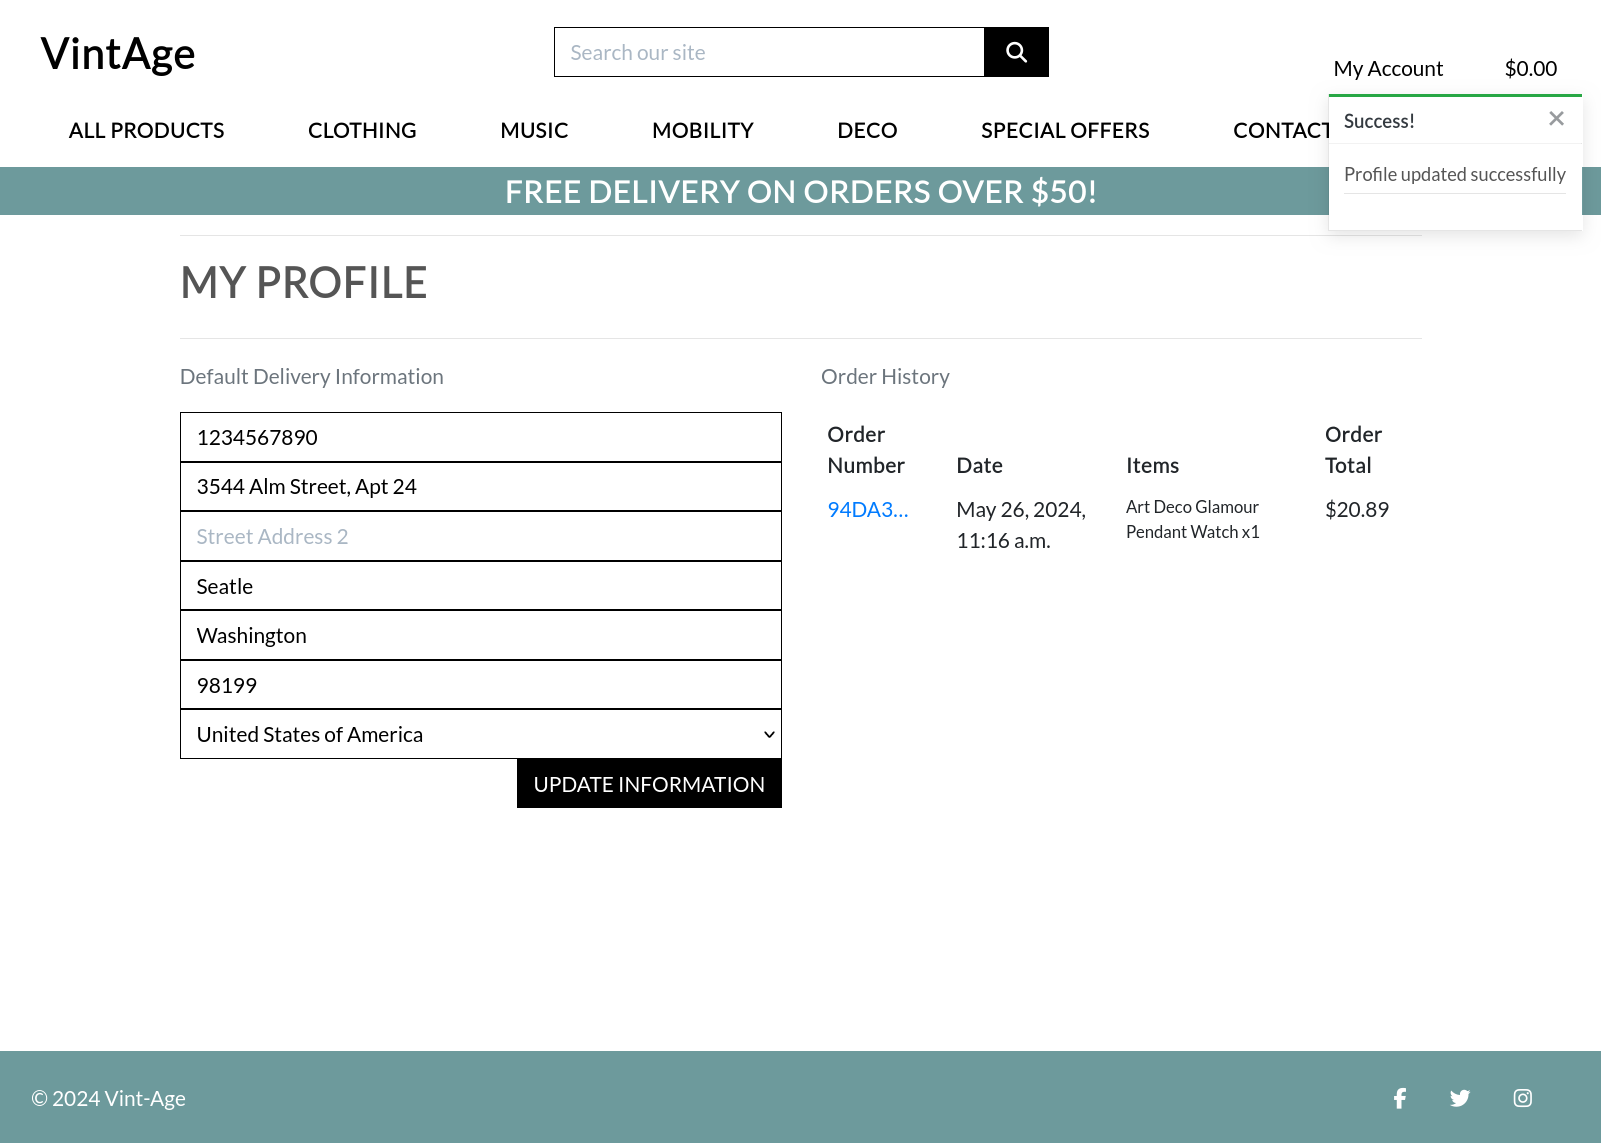 VintAge
Search our site
My Account
$0.00
ALL PRODUCTS
CLOTHING
MUSIC
MOBILITY
DECO
SPECIAL OFFERS
CONTACT
Success!
Profile updated successfully
FREE DELIVERY ON ORDERS OVER $50!
MY PROFILE
Default Delivery Information
1234567890
3544 Alm Street, Apt 24
Street Address 2
Seatle
Washington
98199
United States of America
UPDATE INFORMATION
Order History
Order
Number
Date
Items
Order
Total
94DA3...
May 26, 2024,
11:16 a.m.
Art Deco Glamour
Pendant Watch x1
$20.89
© 2024 Vint-Age